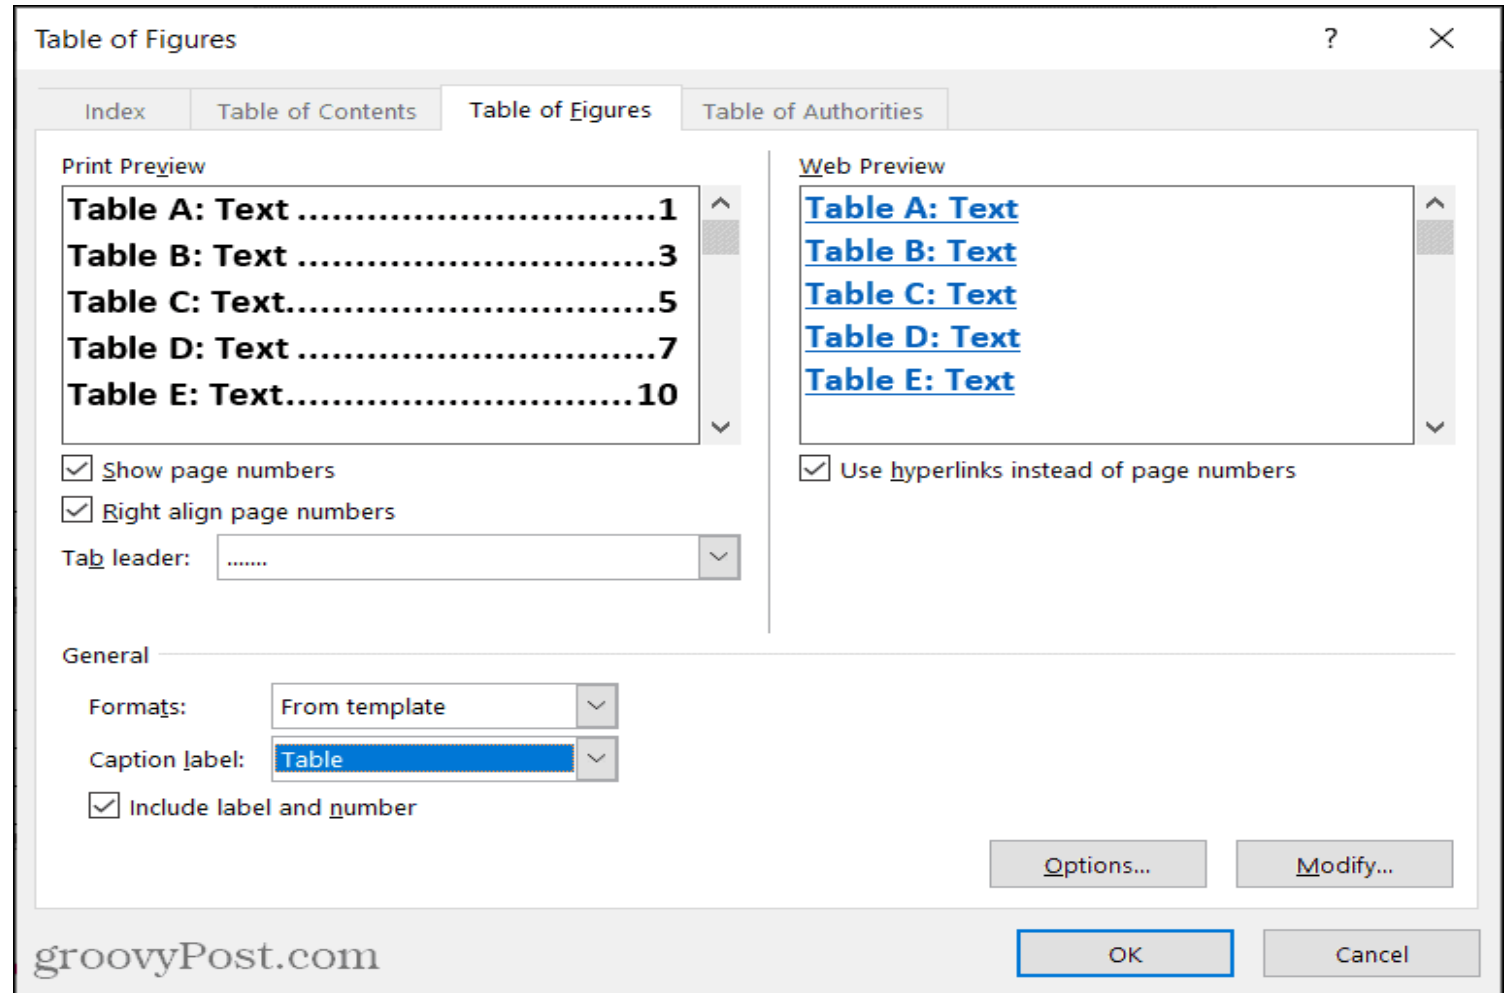 Table of Figures
?
Index
Table of Contents
Table of Figures
Table of Authorities
Print Preview
Table A: Text ...............................1
Table B: Text ...............................3
Table C: Text................................5
Table D: Text ...............................7
Table E: Text..............................10
Show page numbers
Right align page numbers
Tab leader:
.......
Web Preview
Table A: Text
Table B: Text
Table C: Text
Table D: Text
Table E: Text
Use hyperlinks instead of page numbers
General
Formats:
From template
Caption label:
Table
Include label and number
Options...
Modify...
OK
Cancel
groovyPost.com